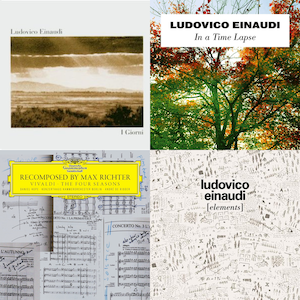 Ludovico Einaudi
I Giorni
LUDOVICO EINAUDI
In a Time Lapse
RECOMPOSED BY MAX RICHTER
VIVALDI · THE FOUR SEASONS
ludovico
einaudi
[elements]